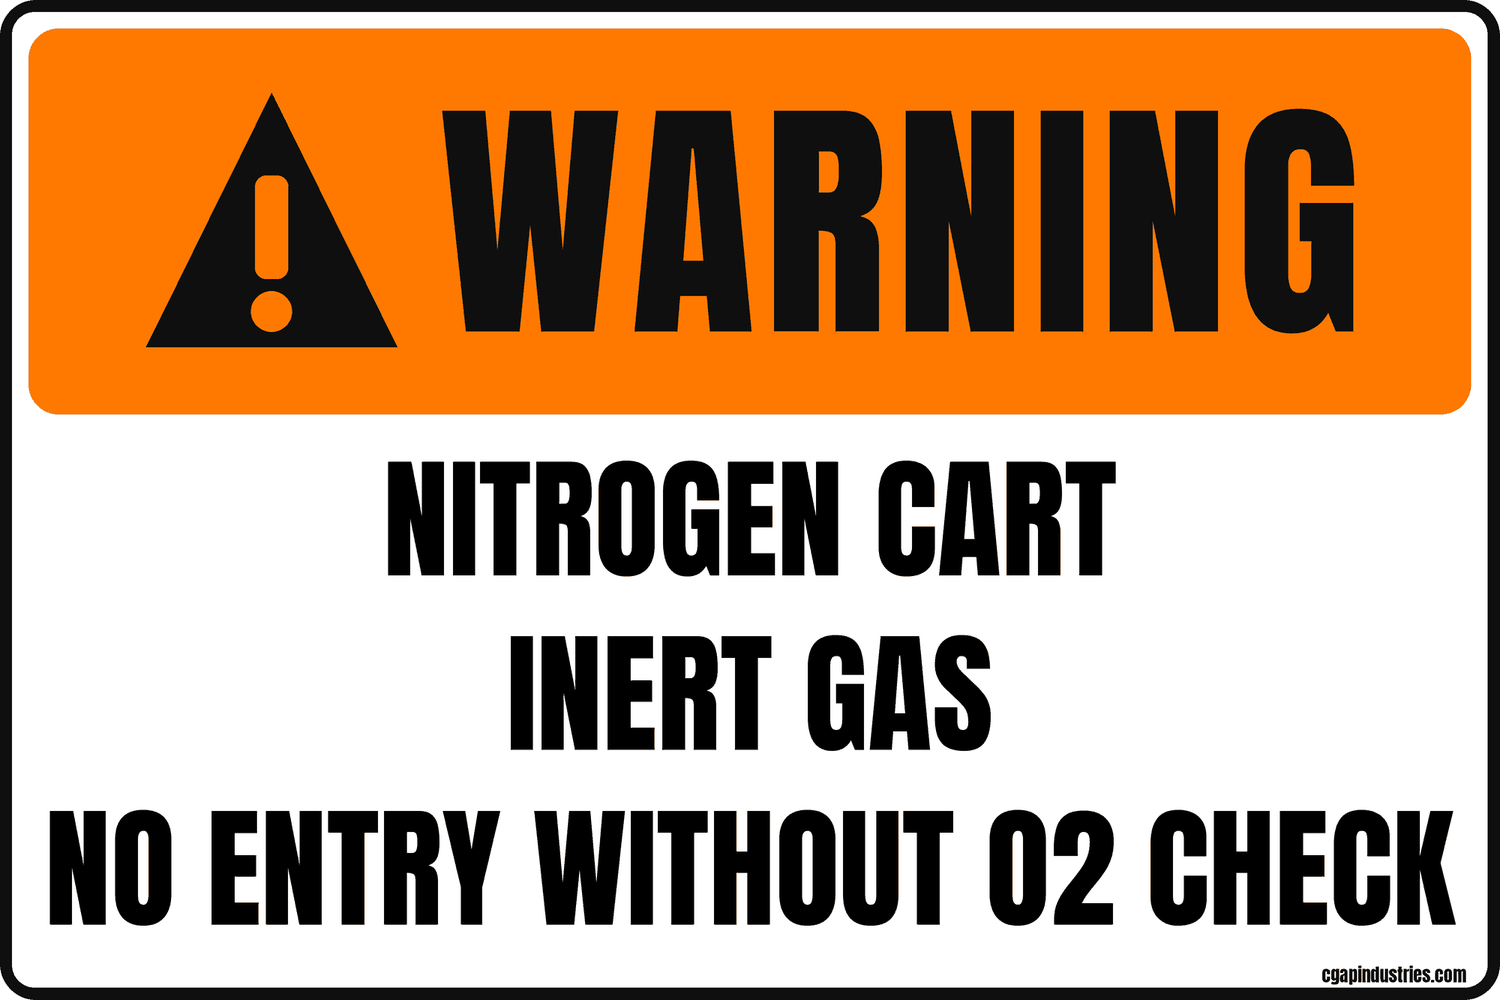 WARNING
NITROGEN CART
INERT GAS
NO ENTRY WITHOUT O2 CHECK
cgapindustries.com